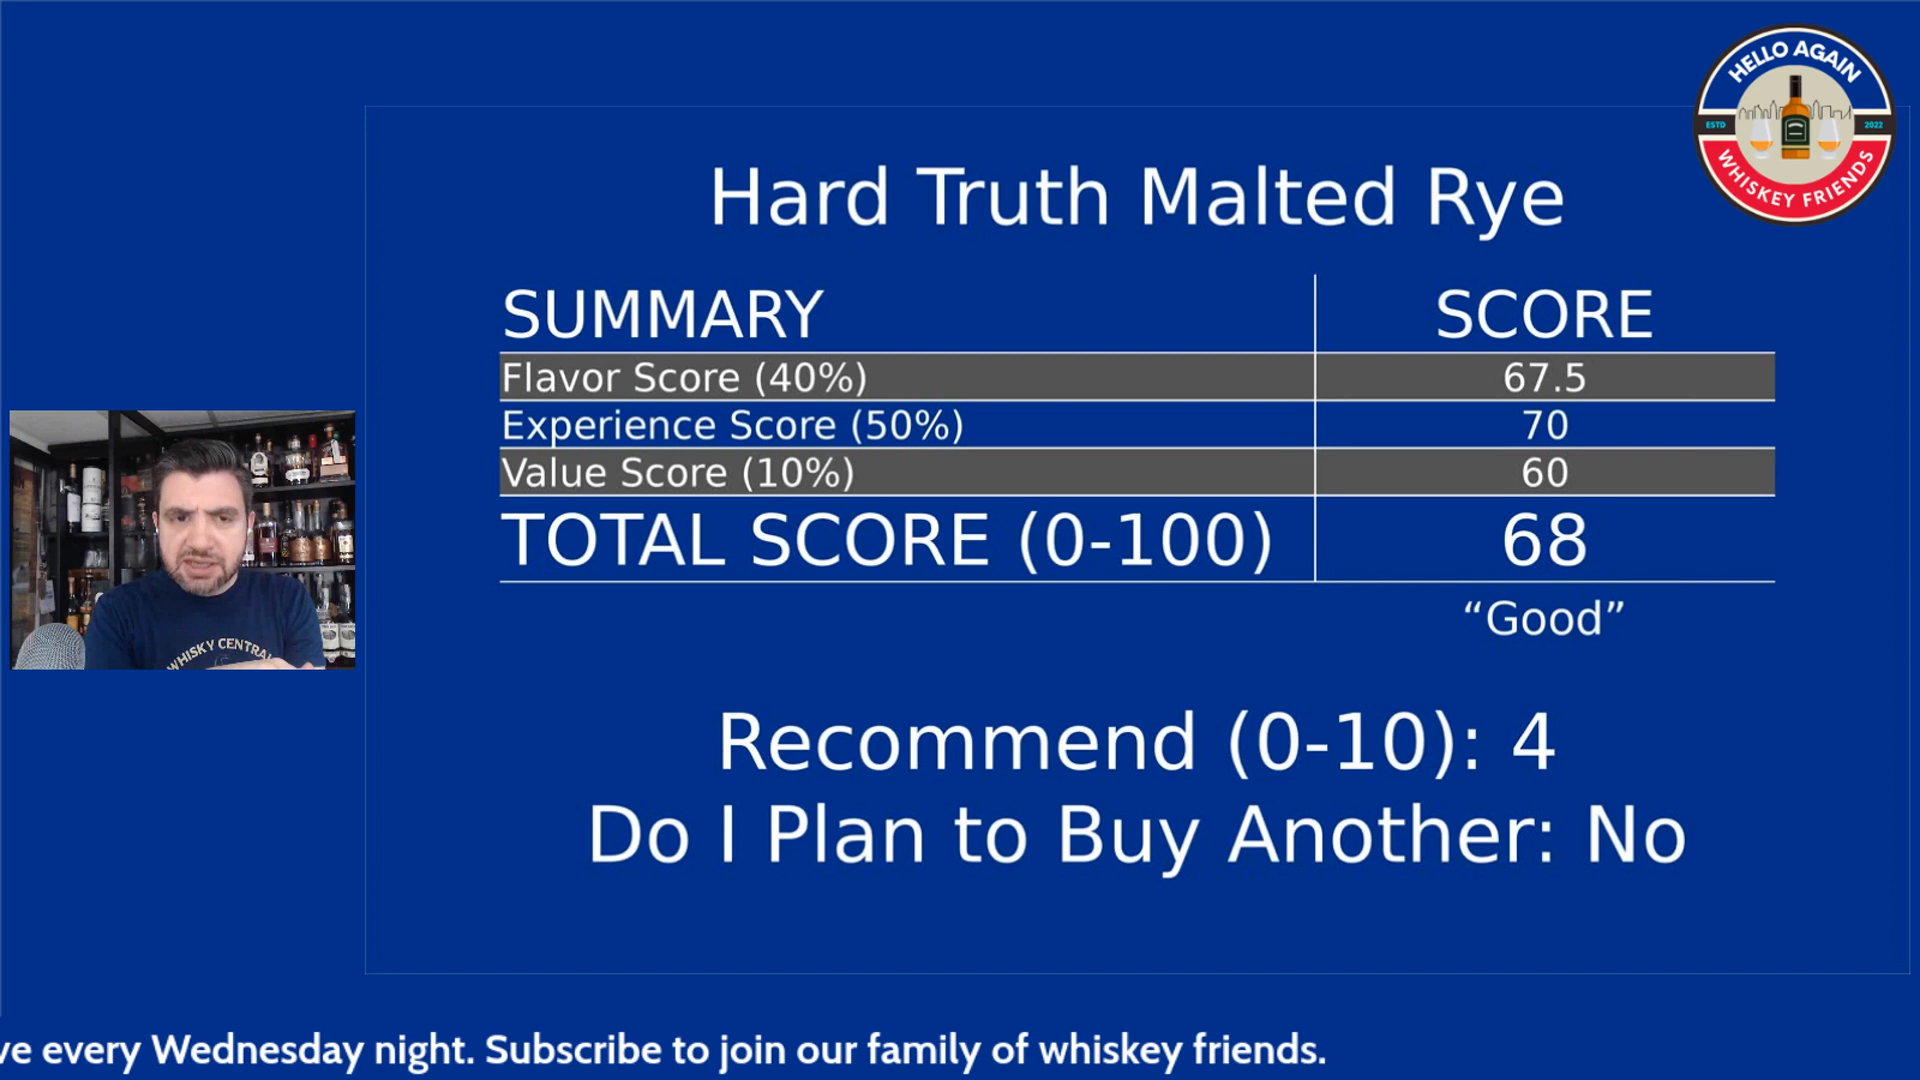 HELLO AGAIN
ESTD
2022
WHISKEY FRIENDS
Hard Truth Malted Rye
SUMMARY SCORE
Flavor Score (40%) 67.5
Experience Score (50%) 70
Value Score (10%) 60
TOTAL SCORE (0-100) 68
“Good”
WHISKY CENTRAL
Recommend (0-10): 4
Do I Plan to Buy Another: No
ve every Wednesday night. Subscribe to join our family of whiskey friends.